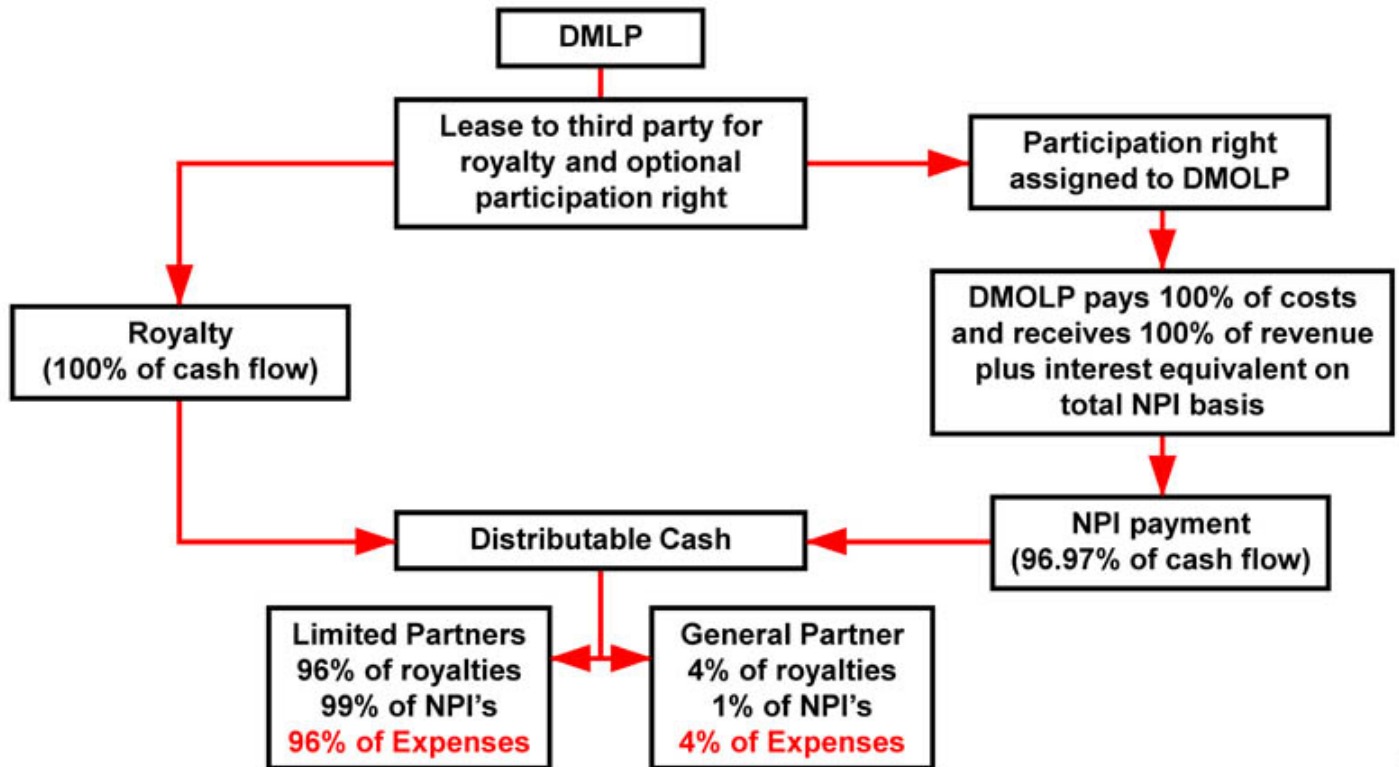 DMLP
Lease to third party for
royalty and optional
participation right
Participation right
assigned to DMOLP
Royalty
(100% of cash flow)
DMOLP pays 100% of costs
and receives 100% of revenue
plus interest equivalent on
total NPI basis
Distributable Cash
NPI payment
(96.97% of cash flow)
Limited Partners
96% of royalties
99% of NPI's
96% of Expenses
General Partner
4% of royalties
1% of NPI's
4% of Expenses